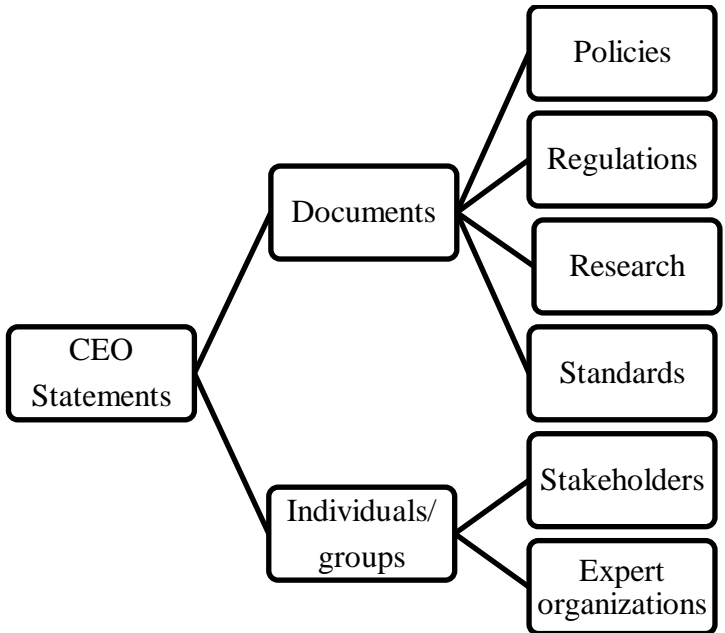 Policies
Regulations
Documents
Research
CEO
Statements
Standards
Stakeholders
Individuals/
groups
Expert
organizations